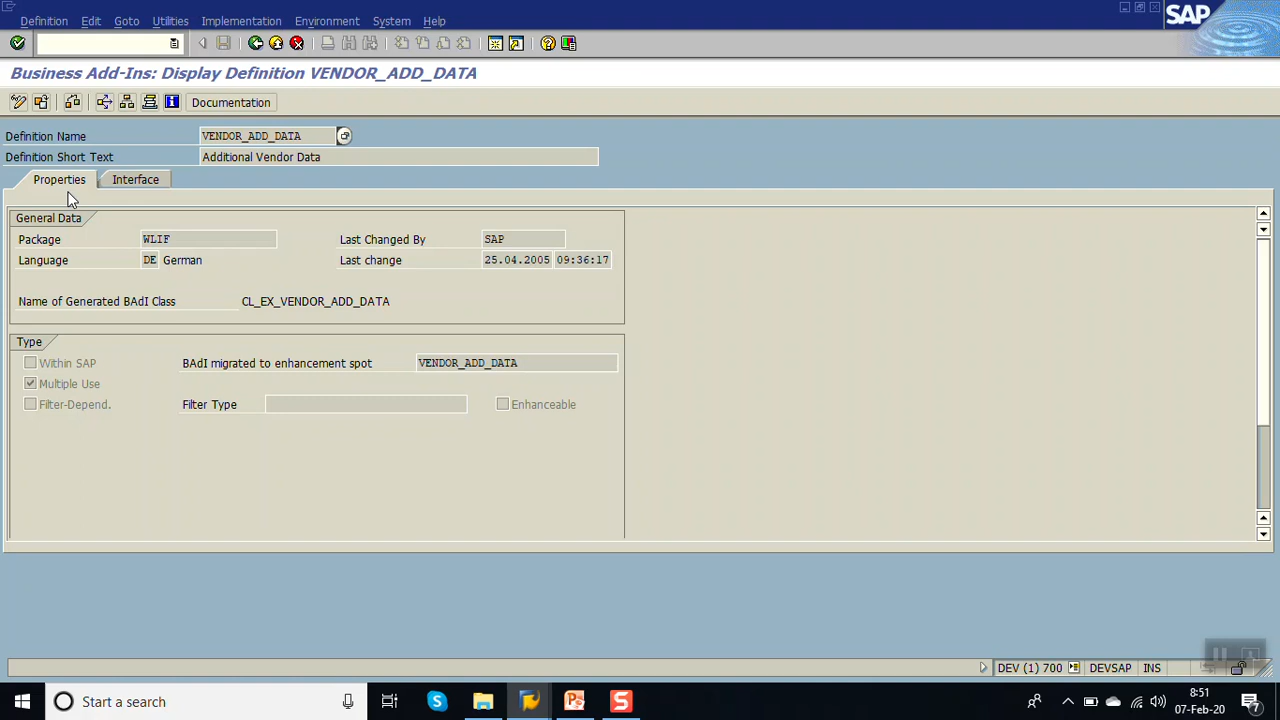 Definition Edit Goto Utilities Implementation Environment System Help
SAP
Business Add-Ins: Display Definition VENDOR_ADD_DATA
Documentation
Definition Name VENDOR_ADD_DATA
Definition Short Text Additional Vendor Data
Properties Interface
General Data
Package WLIF Last Changed By SAP
Language DE German Last change 25.04.2005 09:36:17
Name of Generated BAdI Class CL_EX_VENDOR_ADD_DATA
Type
Within SAP BAdI migrated to enhancement spot VENDOR_ADD_DATA
Multiple Use
Filter-Depend. Filter Type Enhanceable
DEV (1) 700 DEVSAP INS
Start a search
8:51
07-Feb-20
7